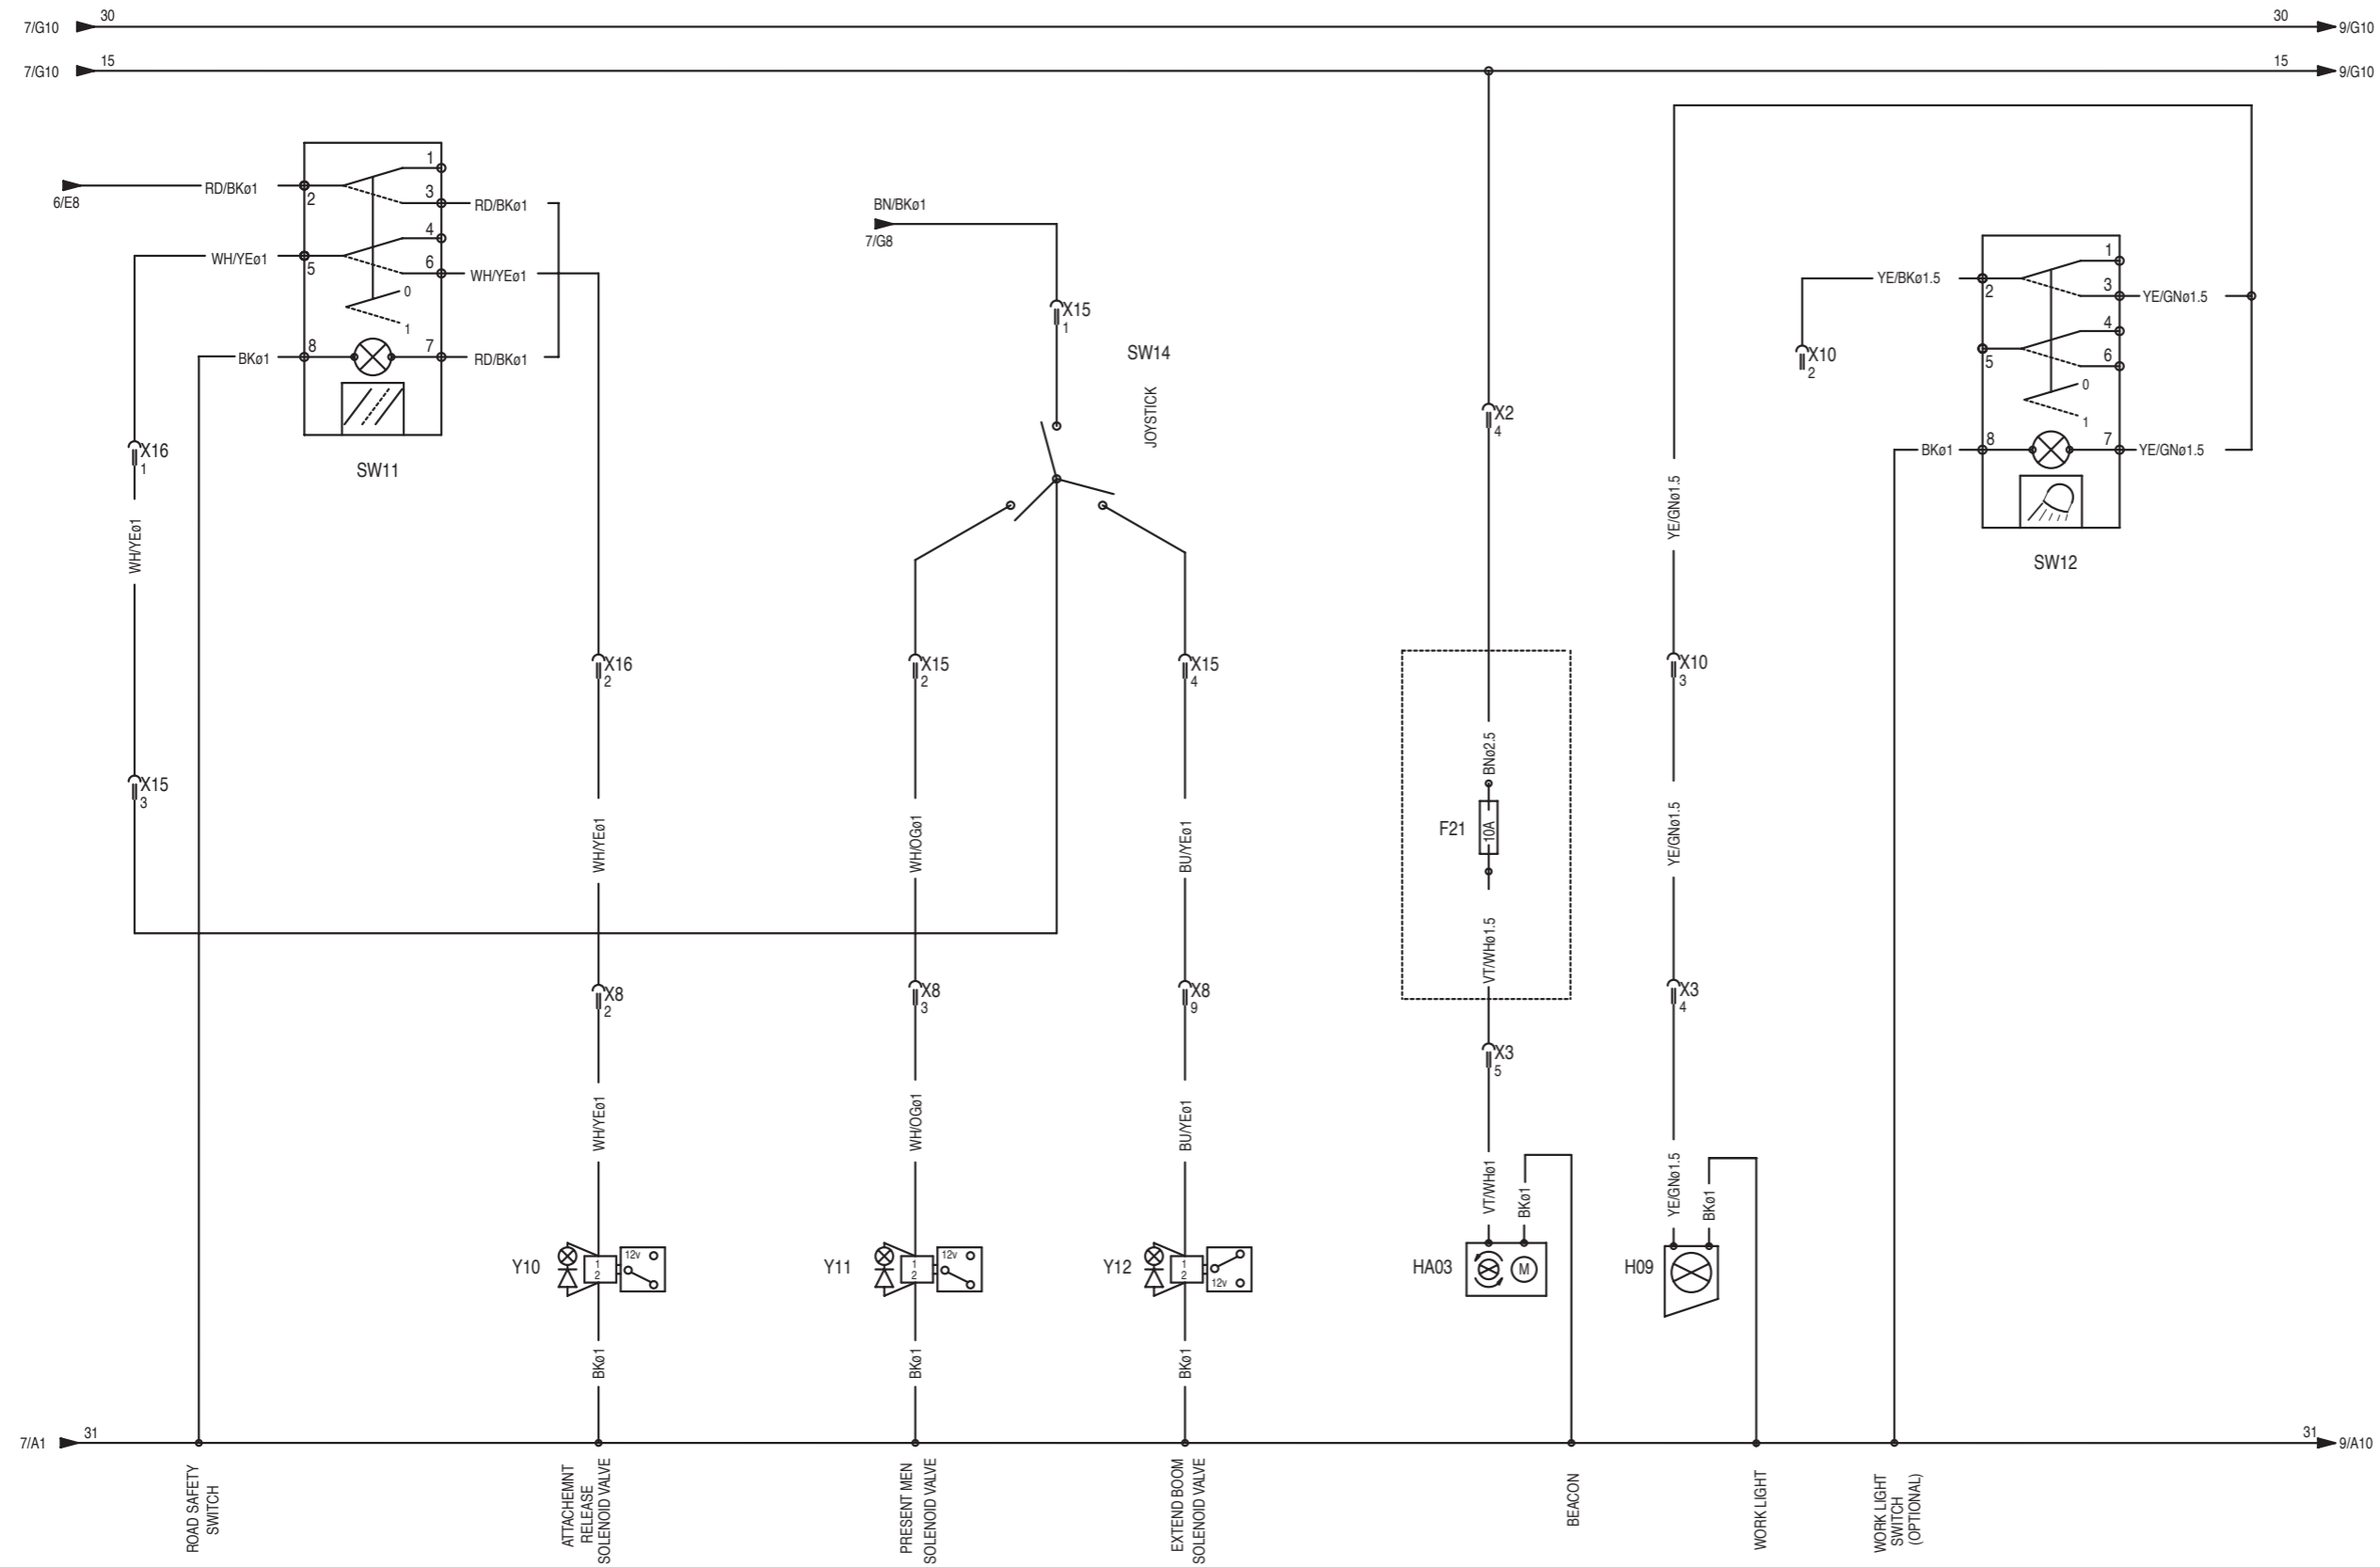 7/G10
30
30
9/G10
7/G10
15
15
9/G10
6/E8
RD/BKø1
2
1
3
RD/BKø1
WH/YEø1
5
4
6
WH/YEø1
0
1
BKø1
8
7
RD/BKø1
SW11
BN/BKø1
7/G8
X15
1
SW14
JOYSTICK
X2
4
YE/BKø1.5
2
1
3
YE/GNø1.5
4
5
6
X10
2
0
1
BKø1
8
7
YE/GNø1.5
SW12
X16
1
WH/YEø1
X15
3
YE/GNø1.5
X16
2
X15
2
X15
4
X10
3
BNø2.5
F21
10A
VT/WHø1.5
WH/YEø1
WH/OGø1
BU/YEø1
YE/GNø1.5
X8
2
X8
3
X8
9
X3
4
X3
5
WH/YEø1
WH/OGø1
BU/YEø1
VT/WHø1
BKø1
YE/GNø1.5
BKø1
Y10
1
2
12v
Y11
1
2
12v
Y12
1
2
12v
HA03
M
H09
BKø1
BKø1
BKø1
7/A1
31
31
9/A10
ROAD SAFETY
SWITCH
ATTACHEMNT
RELEASE
SOLENOID VALVE
PRESENT MEN
SOLENOID VALVE
EXTEND BOOM
SOLENOID VALVE
BEACON
WORK LIGHT
WORK LIGHT
SWITCH
(OPTIONAL)